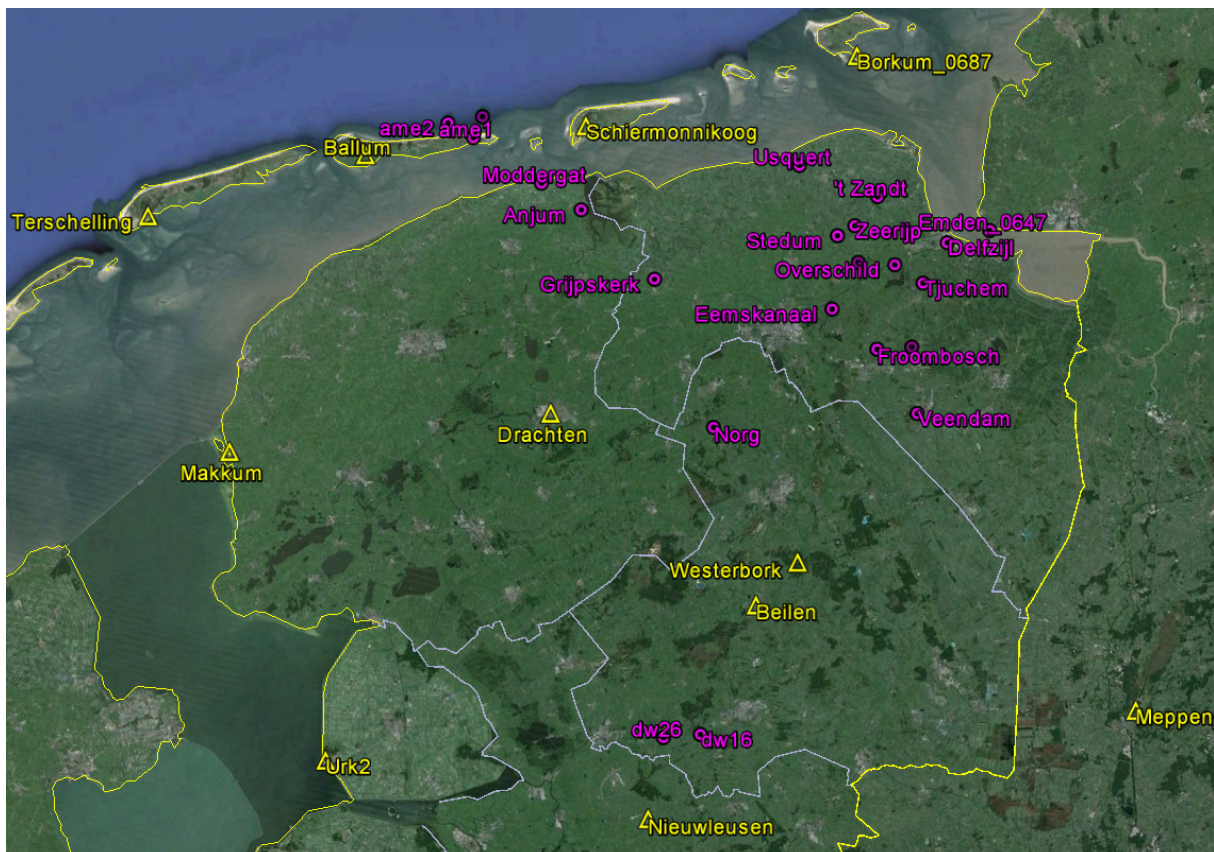 Borkum_0687
ame2
ame1
Schiermonnikoog
Ballum
Usquert
Moddergat
't Zandt
Terschelling
Anjum
Emden_0647
Zeerijp
Stedum
Delfzijl
Overschild
Grijpskerk
Tjuchem
Eemskanaal
Froombosch
Veendam
Drachten
Norg
Makkum
Westerbork
Beilen
Meppen
dw26
dw16
Urk2
Nieuwleusen